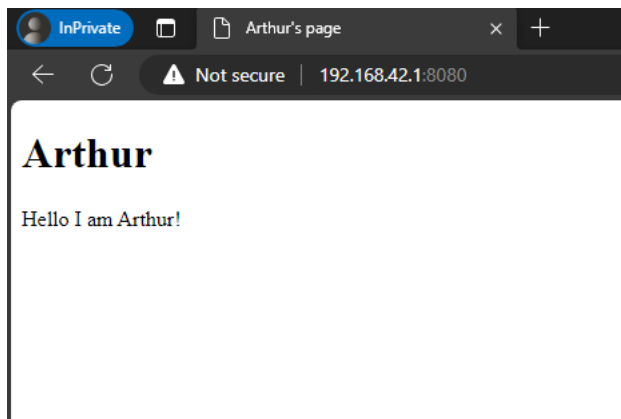 InPrivate
Arthur's page
Not secure
192.168.42.1:8080
Arthur
Hello I am Arthur!